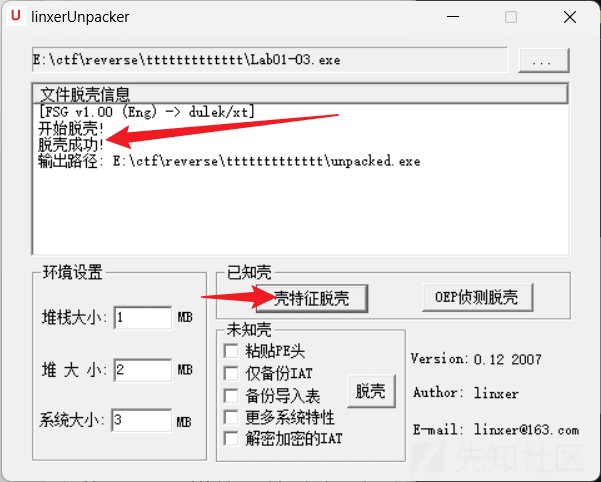 U linxerUnpacker
E:\ctf\reverse\ttttttttttttt\Lab01-03.exe
...
文件脱壳信息
[FSG v1.00 (Eng) -> dulek/xt]
开始脱壳!
脱壳成功!
输出路径: E:\ctf\reverse\ttttttttttttt\unpacked.exe
环境设置
堆栈大小: 1 MB
堆 大 小: 2 MB
系统大小: 3 MB
已知壳
壳特征脱壳
OEP侦测脱壳
未知壳
粘贴PE头
仅备份IAT
备份导入表
更多系统特性
解密加密的IAT
脱壳
Version: 0.12 2007
Author: linxer
E-mail: linxer@163.com
先知社区